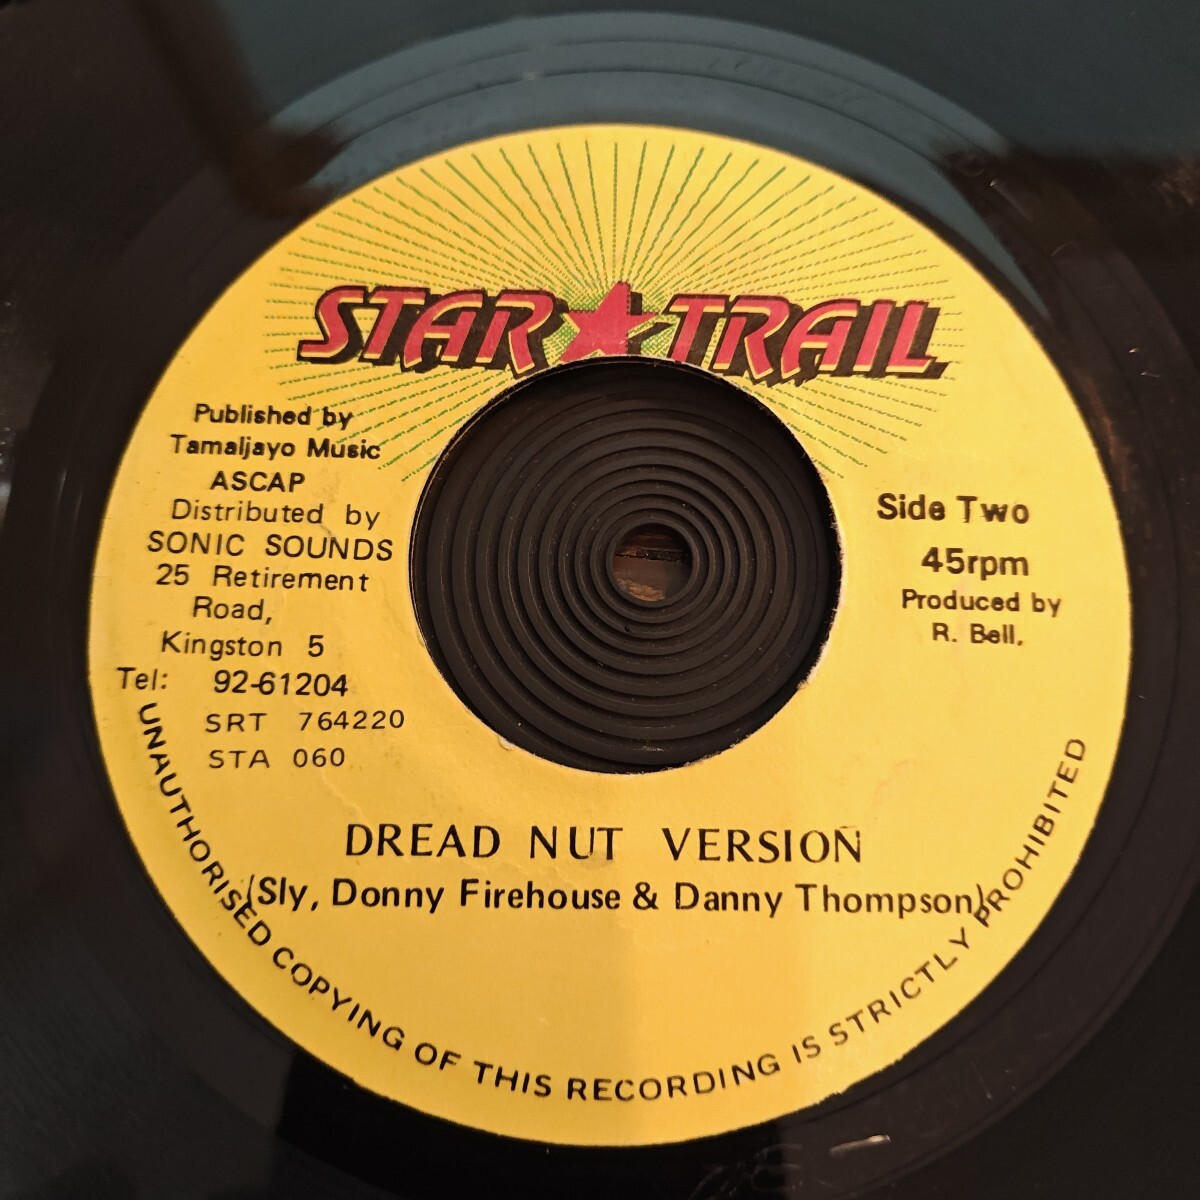 STAR★TRAIL
Published by
Tamaljayo Music
ASCAP
Distributed by
SONIC SOUNDS
25 Retirement
Road,
Kingston 5
Tel: 92-61204
SRT 764220
STA 060
Side Two
45rpm
Produced by
R. Bell.
DREAD NUT VERSION
(Sly, Donny Firehouse & Danny Thompson)
UNAUTHORISED COPYING OF THIS RECORDING IS STRICTLY PROHIBITED